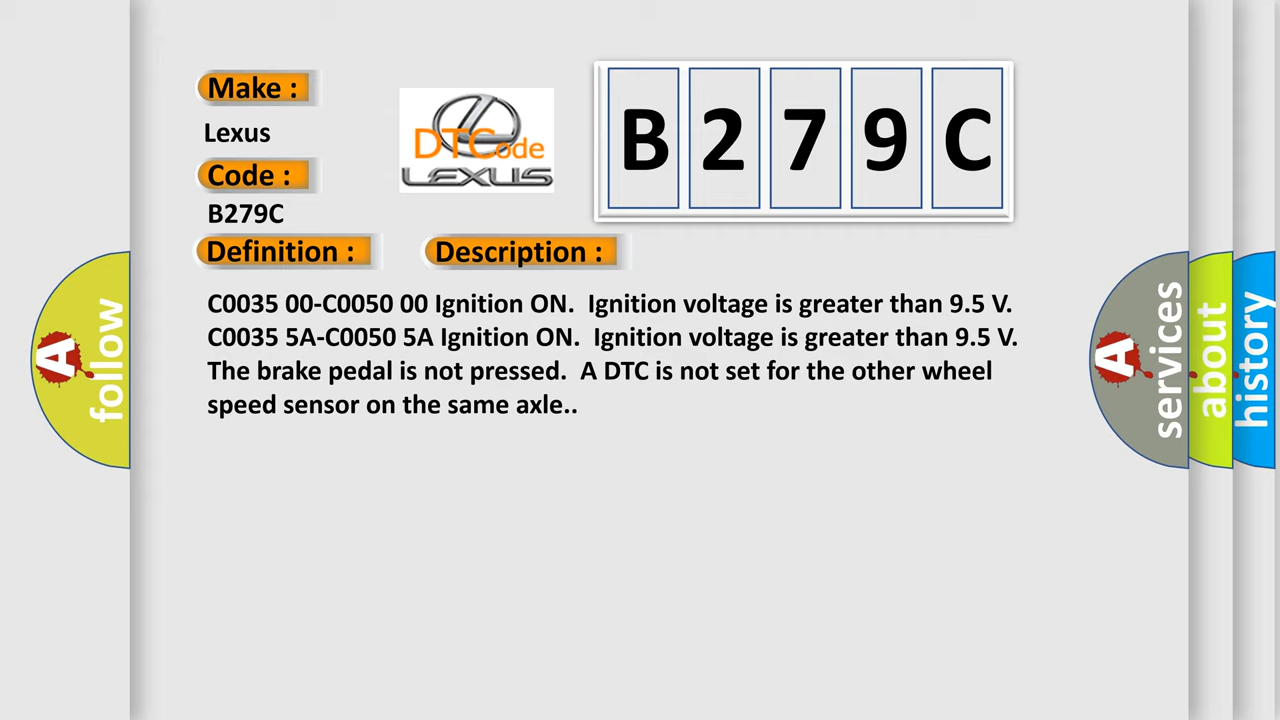 Make :
Lexus
Code :
B279C
Definition :
Description :
DTCode
LEXUS
B 2 7 9 C
C0035 00-C0050 00 Ignition ON.  Ignition voltage is greater than 9.5 V.
C0035 5A-C0050 5A Ignition ON.  Ignition voltage is greater than 9.5 V.
The brake pedal is not pressed.  A DTC is not set for the other wheel
speed sensor on the same axle..
A follow
A services
about
history